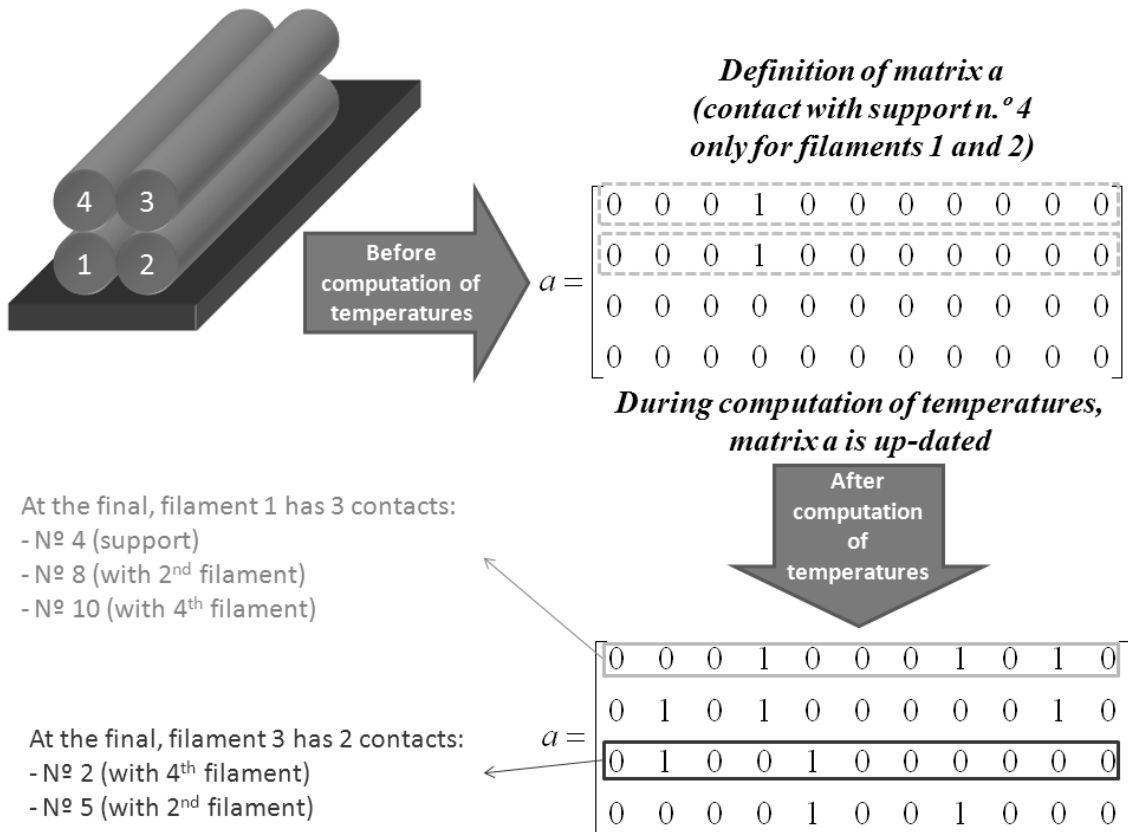 Definition of matrix a
(contact with support n.º 4
only for filaments 1 and 2)
4 3
1 2
Before
computation of
temperatures
a =
0 0 0 1 0 0 0 0 0 0 0
0 0 0 1 0 0 0 0 0 0 0
0 0 0 0 0 0 0 0 0 0 0
0 0 0 0 0 0 0 0 0 0 0
During computation of temperatures,
matrix a is up-dated
After
computation
of
temperatures
At the final, filament 1 has 3 contacts:
- Nº 4 (support)
- Nº 8 (with 2nd filament)
- Nº 10 (with 4th filament)
At the final, filament 3 has 2 contacts:
- Nº 2 (with 4th filament)
- Nº 5 (with 2nd filament)
a =
0 0 0 1 0 0 0 1 0 1 0
0 1 0 1 0 0 0 0 0 1 0
0 1 0 0 1 0 0 0 0 0 0
0 0 0 0 1 0 0 1 0 0 0